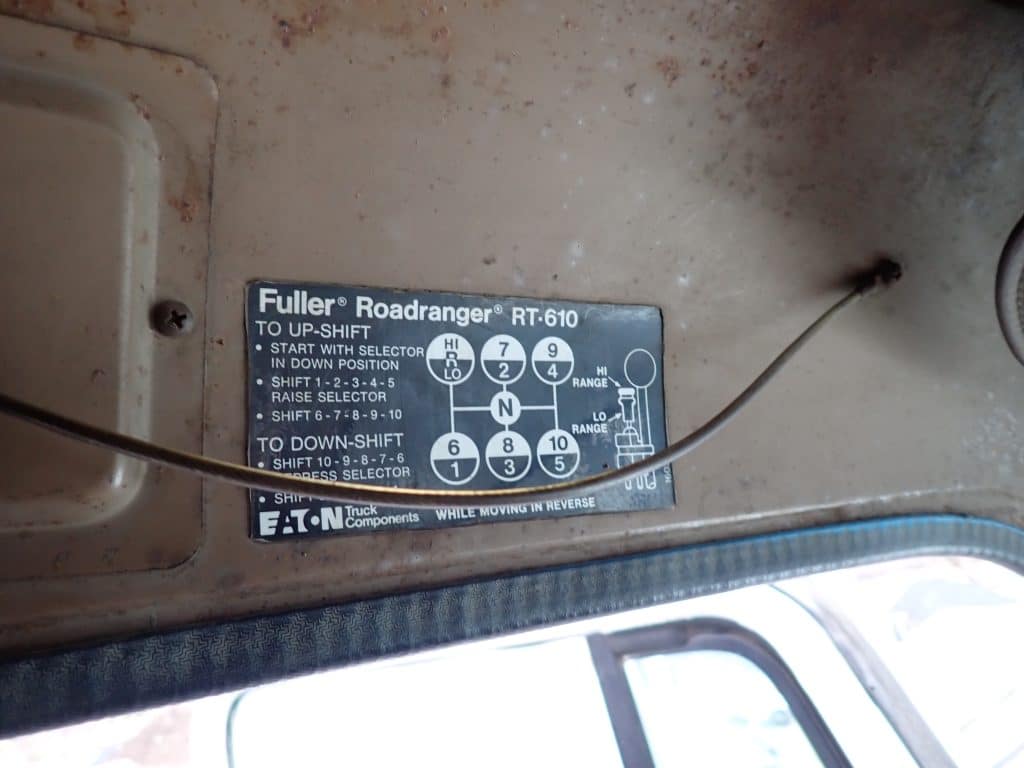 Fuller® Roadranger® RT-610
TO UP-SHIFT
• START WITH SELECTOR
IN DOWN POSITION
• SHIFT 1-2-3-4-5
RAISE SELECTOR
• SHIFT 6-7-8-9-10
TO DOWN-SHIFT
• SHIFT 10-9-8-7-6
SELECTOR
• SHIFT
HI
R
LO
7
2
9
4
N
6
1
8
3
10
5
HI
RANGE
LO
RANGE
EATON Truck
Components
WHILE MOVING IN REVERSE